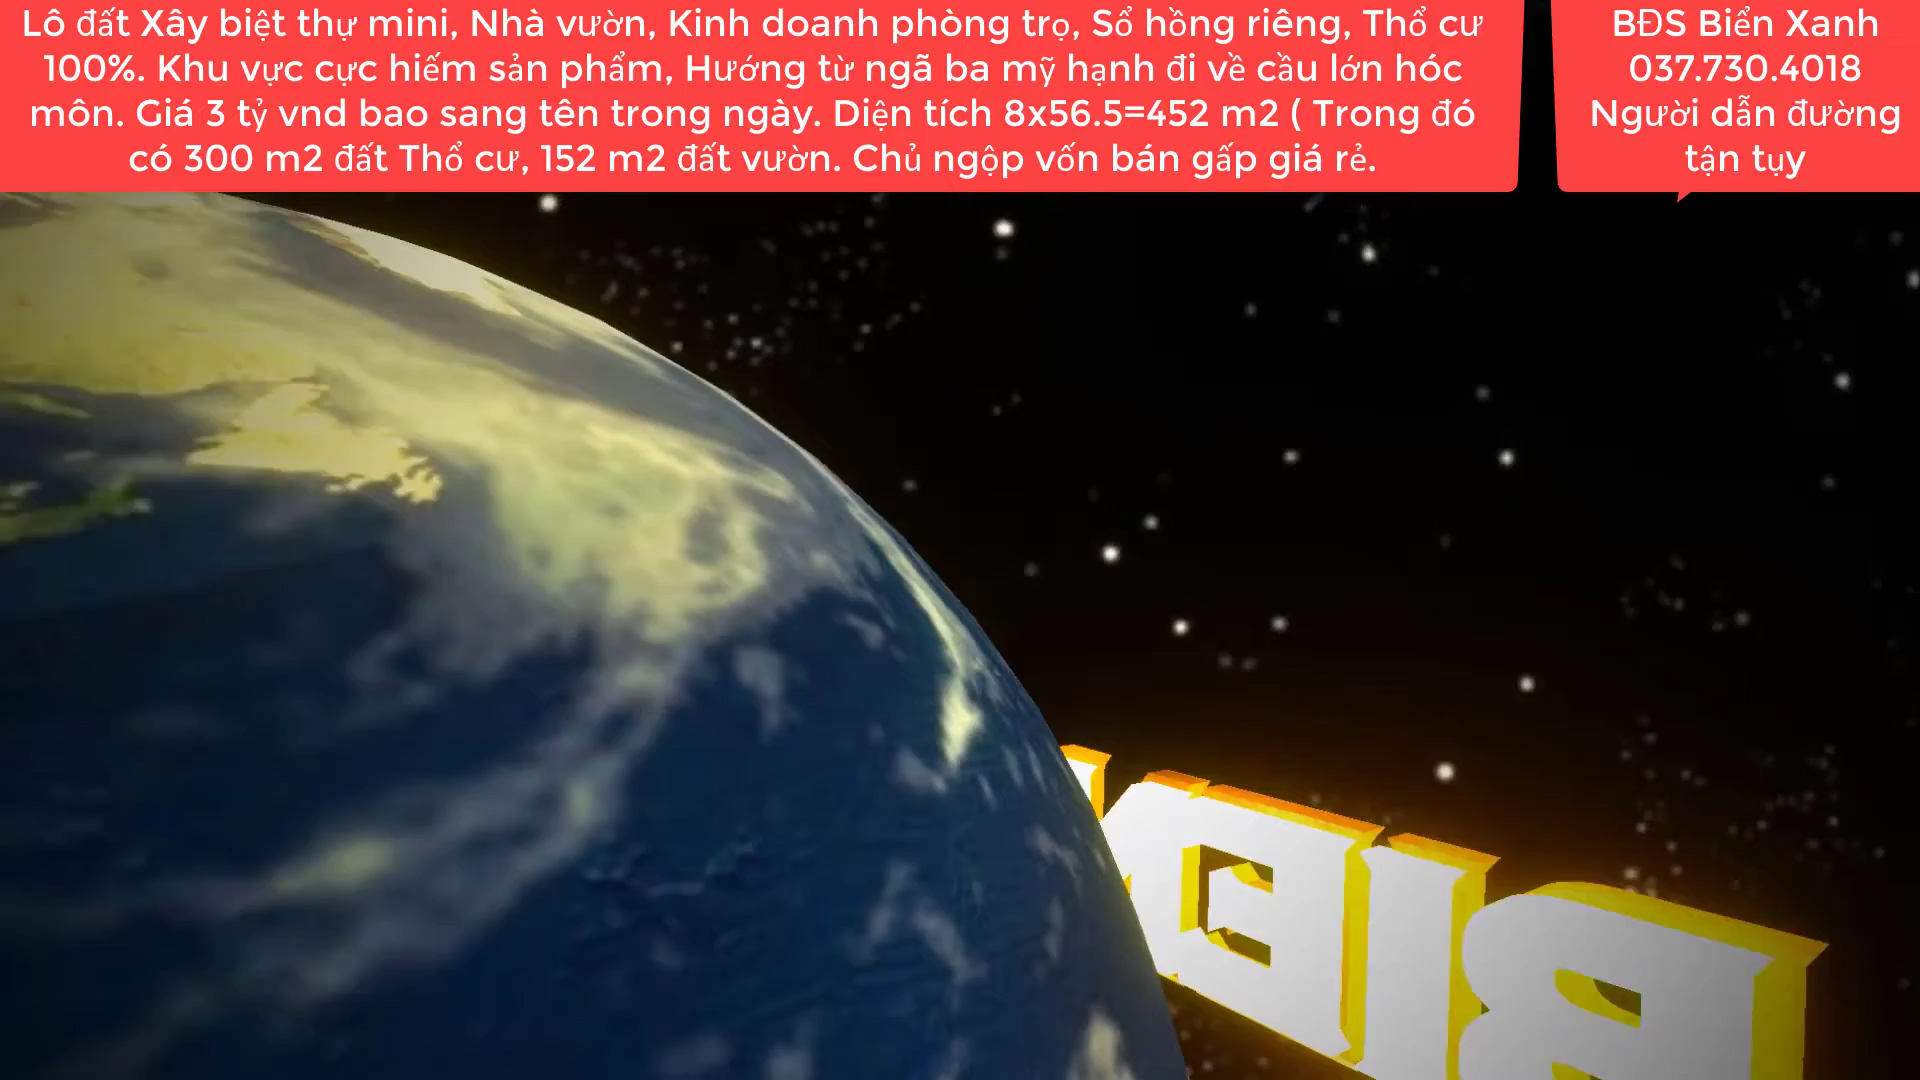 Lô đất Xây biệt thự mini, Nhà vườn, Kinh doanh phòng trọ, Sổ hồng riêng, Thổ cư
100%. Khu vực cực hiếm sản phẩm, Hướng từ ngã ba mỹ hạnh đi về cầu lớn hóc
môn. Giá 3 tỷ vnd bao sang tên trong ngày. Diện tích 8x56.5=452 m2 ( Trong đó
có 300 m2 đất Thổ cư, 152 m2 đất vườn. Chủ ngộp vốn bán gấp giá rẻ.
BĐS Biển Xanh
037.730.4018
Người dẫn đường
tận tụy